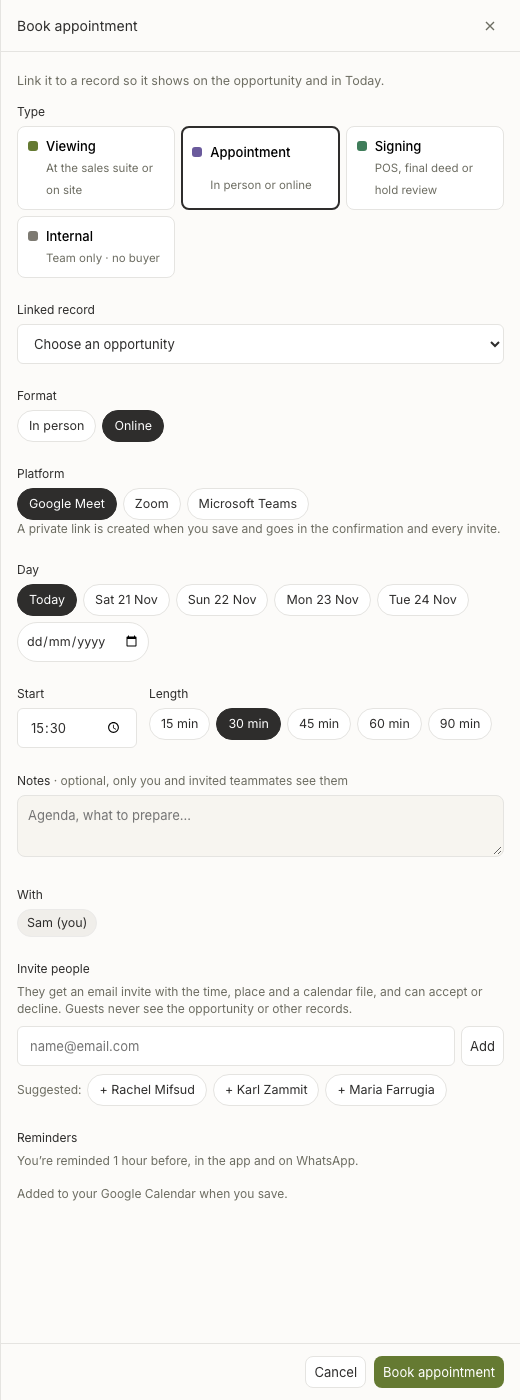 Book appointment
×
Link it to a record so it shows on the opportunity and in Today.
Type
Viewing
At the sales suite or
on site
Appointment
In person or online
Signing
POS, final deed or
hold review
Internal
Team only · no buyer
Linked record
Choose an opportunity
Format
In person Online
Platform
Google Meet Zoom Microsoft Teams
A private link is created when you save and goes in the confirmation and every invite.
Day
Today Sat 21 Nov Sun 22 Nov Mon 23 Nov Tue 24 Nov
dd/mm/yyyy
Start Length
15:30 15 min 30 min 45 min 60 min 90 min
Notes · optional, only you and invited teammates see them
Agenda, what to prepare...
With
Sam (you)
Invite people
They get an email invite with the time, place and a calendar file, and can accept or
decline. Guests never see the opportunity or other records.
name@email.com Add
Suggested: + Rachel Mifsud + Karl Zammit + Maria Farrugia
Reminders
You’re reminded 1 hour before, in the app and on WhatsApp.
Added to your Google Calendar when you save.
Cancel Book appointment